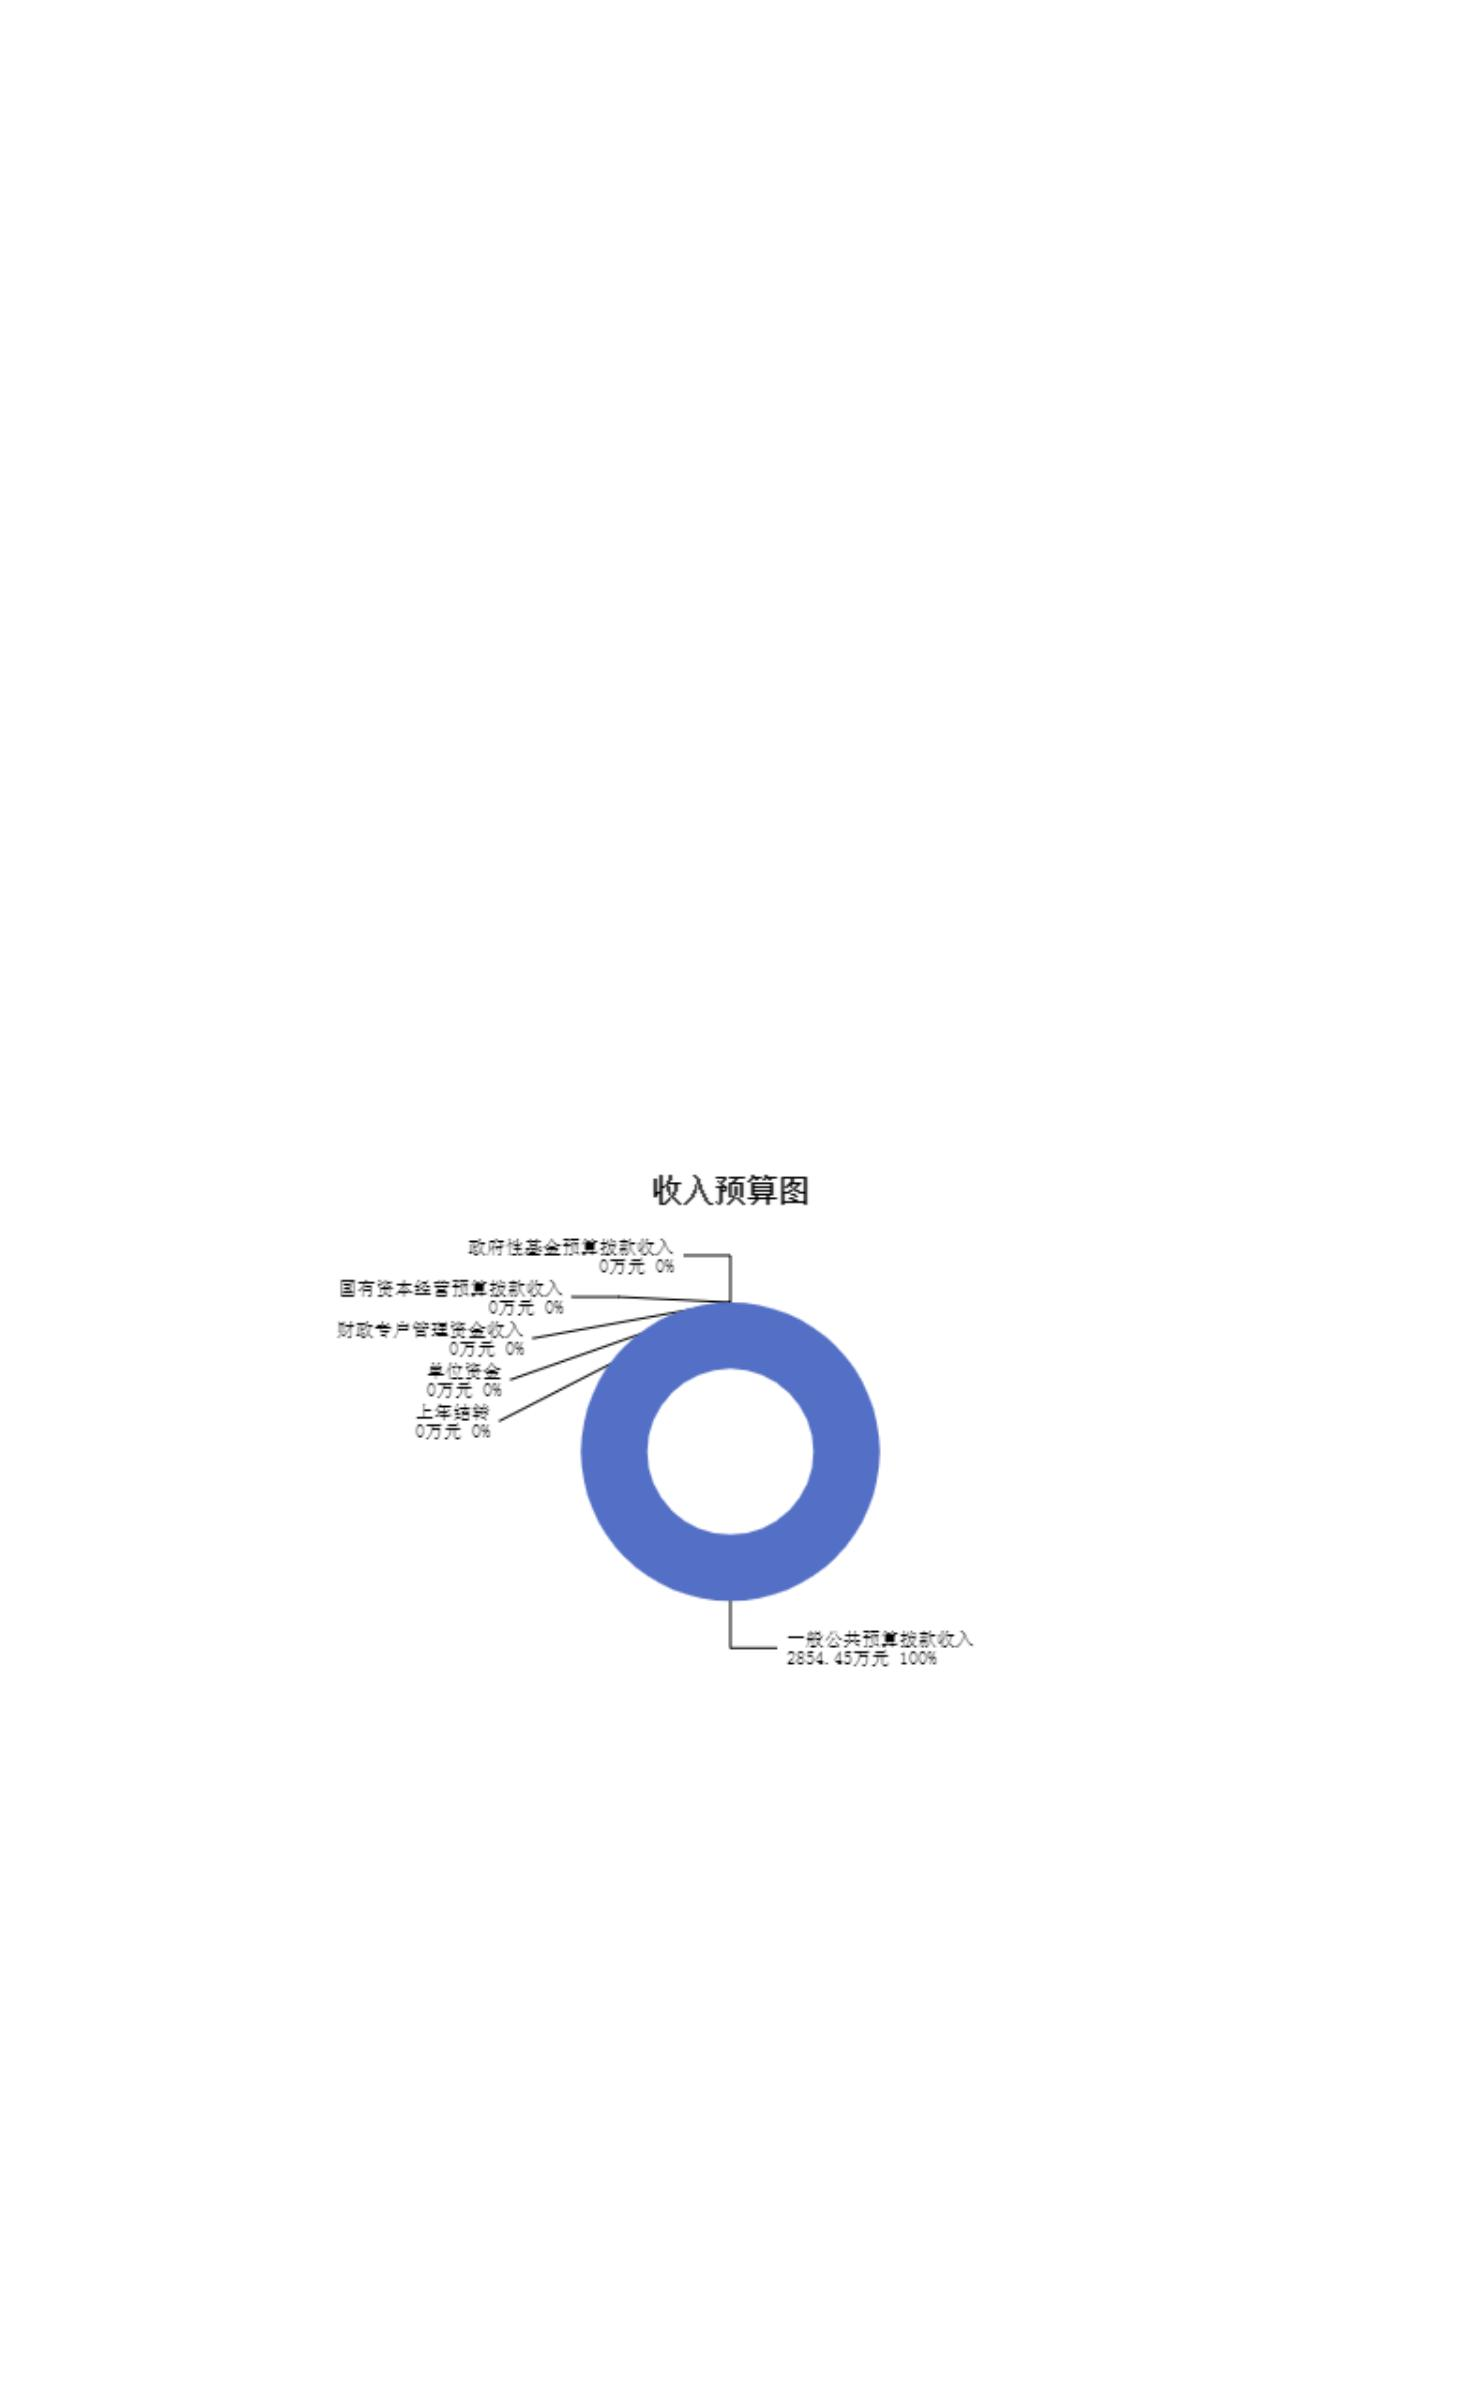 收入预算图
政府性基金预算拨款收入
0万元 0%
国有资本经营预算拨款收入
0万元 0%
财政专户管理资金收入
0万元 0%
单位资金
0万元 0%
上年结转
0万元 0%
一般公共预算拨款收入
2854.45万元 100%